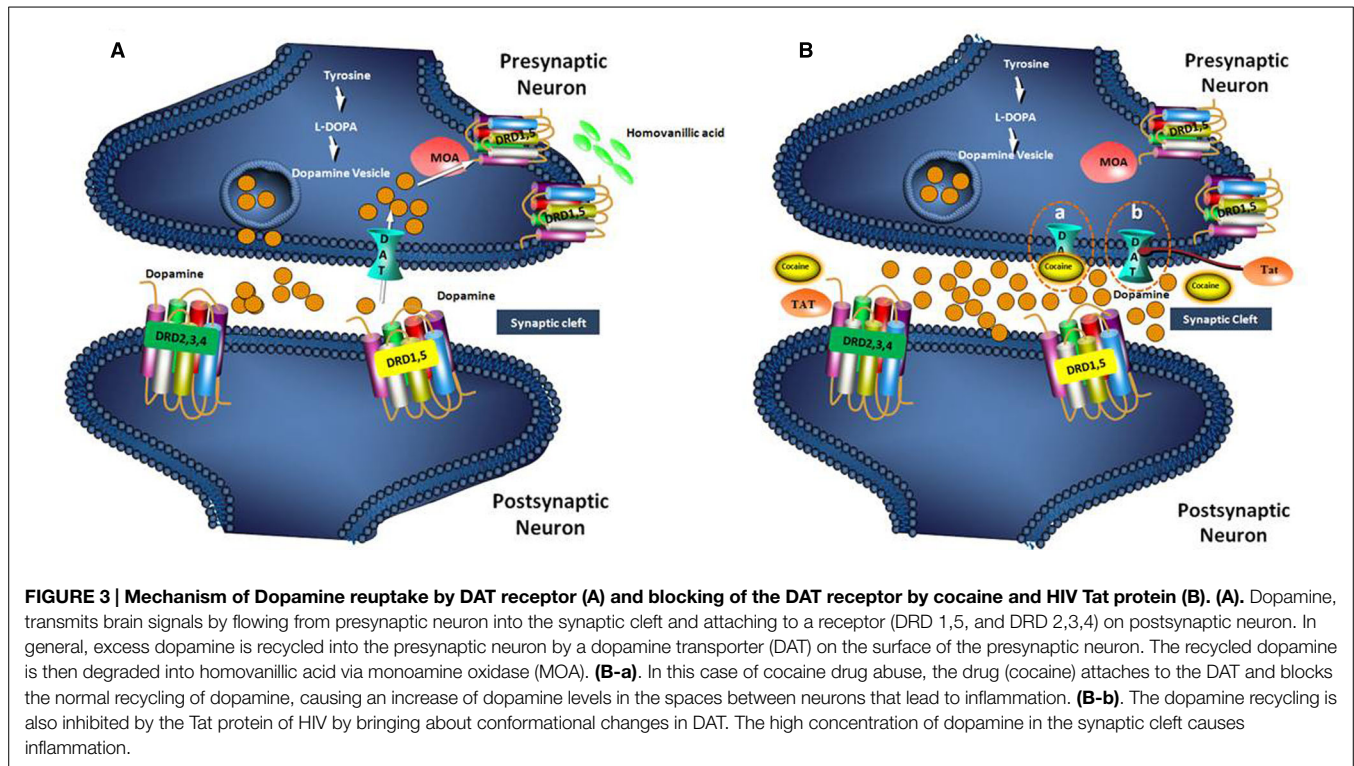 A
Presynaptic
Neuron
Tyrosine
L-DOPA
Dopamine Vesicle
MOA
DRD1,5
Homovanillic acid
DRD1,5
D
A
T
Dopamine
Dopamine
Synaptic cleft
DRD2,3,4
DRD1,5
Postsynaptic
Neuron
B
Presynaptic
Neuron
Tyrosine
L-DOPA
Dopamine Vesicle
MOA
DRD1,5
DRD1,5
a
b
D
A
D
A
T
Cocaine
Cocaine
Tat
TAT
Cocaine
Dopamine
Synaptic Cleft
DRD2,3,4
DRD1,5
Postsynaptic
Neuron
FIGURE 3 | Mechanism of Dopamine reuptake by DAT receptor (A) and blocking of the DAT receptor by cocaine and HIV Tat protein (B). (A). Dopamine,
transmits brain signals by flowing from presynaptic neuron into the synaptic cleft and attaching to a receptor (DRD 1,5, and DRD 2,3,4) on postsynaptic neuron. In
general, excess dopamine is recycled into the presynaptic neuron by a dopamine transporter (DAT) on the surface of the presynaptic neuron. The recycled dopamine
is then degraded into homovanillic acid via monoamine oxidase (MOA). (B-a). In this case of cocaine drug abuse, the drug (cocaine) attaches to the DAT and blocks
the normal recycling of dopamine, causing an increase of dopamine levels in the spaces between neurons that lead to inflammation. (B-b). The dopamine recycling is
also inhibited by the Tat protein of HIV by bringing about conformational changes in DAT. The high concentration of dopamine in the synaptic cleft causes
inflammation.